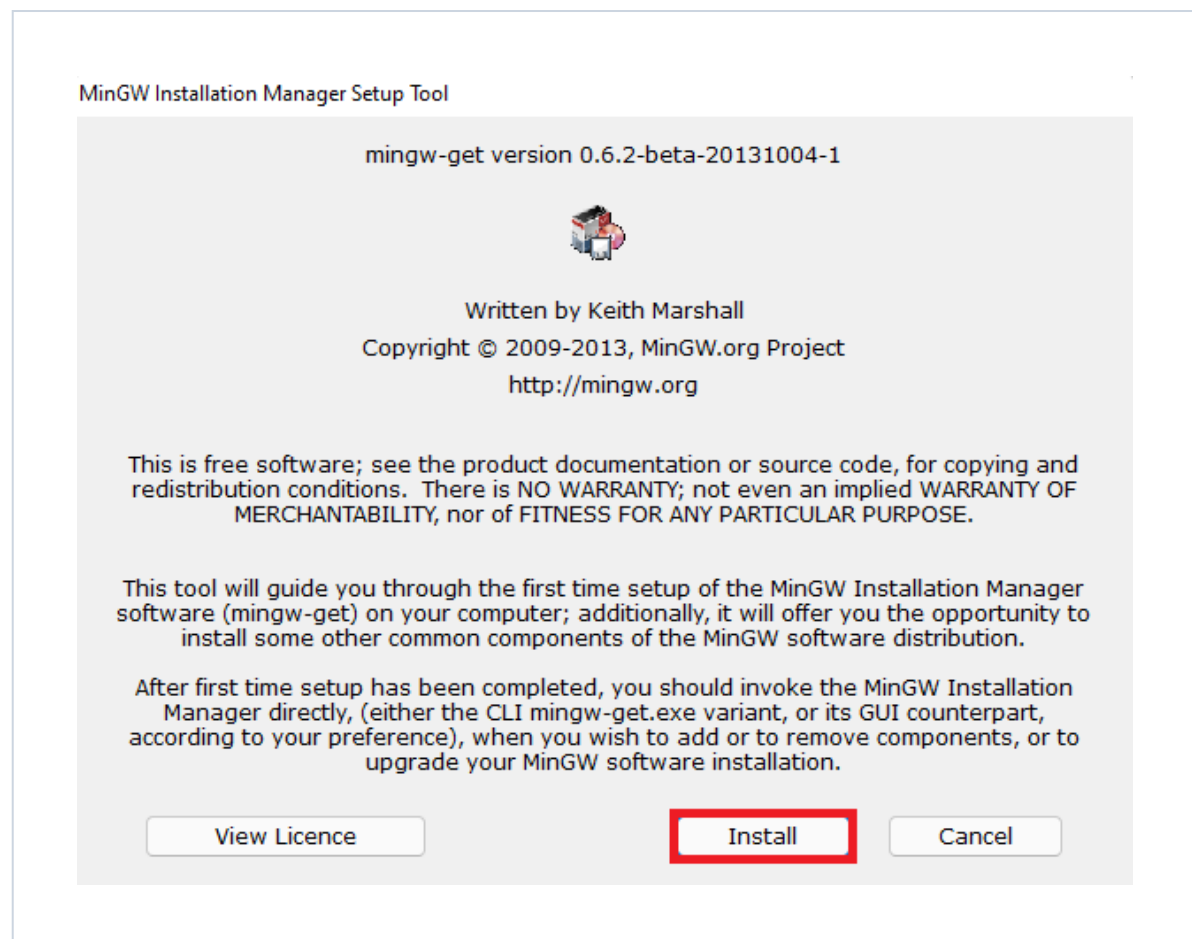 MinGW Installation Manager Setup Tool
mingw-get version 0.6.2-beta-20131004-1
Written by Keith Marshall
Copyright © 2009-2013, MinGW.org Project
http://mingw.org
This is free software; see the product documentation or source code, for copying and
redistribution conditions.  There is NO WARRANTY; not even an implied WARRANTY OF
MERCHANTABILITY, nor of FITNESS FOR ANY PARTICULAR PURPOSE.
This tool will guide you through the first time setup of the MinGW Installation Manager
software (mingw-get) on your computer; additionally, it will offer you the opportunity to
install some other common components of the MinGW software distribution.
After first time setup has been completed, you should invoke the MinGW Installation
Manager directly, (either the CLI mingw-get.exe variant, or its GUI counterpart,
according to your preference), when you wish to add or to remove components, or to
upgrade your MinGW software installation.
View Licence
Install
Cancel